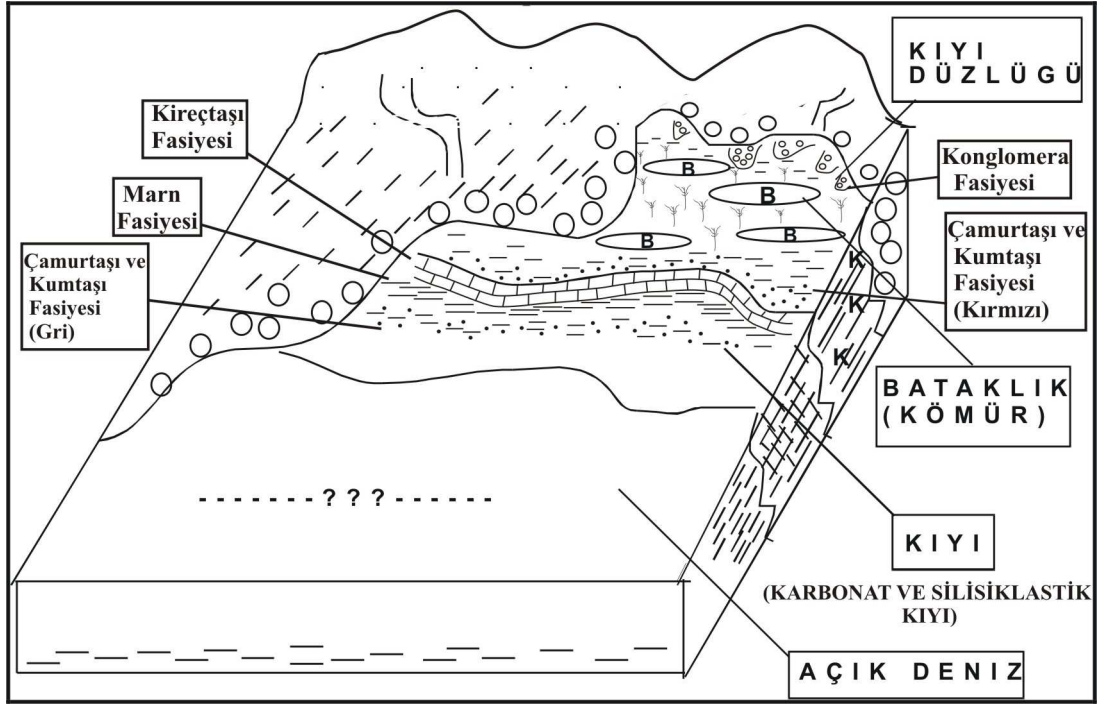 KIYI
DÜZLÜGÜ
Kireçtaşı
Fasiyesi
Marn
Fasiyesi
Çamurtaşı ve
Kumtaşı
Fasiyesi
(Gri)
Konglomera
Fasiyesi
Çamurtaşı ve
Kumtaşı
Fasiyesi
(Kırmızı)
B
B
B
B
K
K
K
BATAKLIK
(KÖMÜR)
-------???------
KIYI
(KARBONAT VE SİLİSİKLASTİK
KIYI)
AÇIK DENIZ